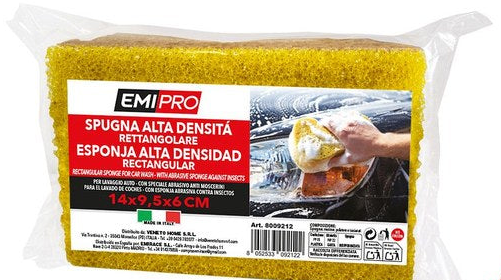 EMIPRO
SPUGNA ALTA DENSITÁ
RETTANGOLARE
ESPONJA ALTA DENSIDAD
RECTANGULAR
RECTANGULAR SPONGE FOR CAR WASH - WITH ABRASIVE SPONGE AGAINST INSECTS
PER LAVAGGIO AUTO - CON SPECIALE ABRASIVO ANTI MOSCERINI
PARA EL LAVADO DE COCHES - CON ESPONJA ABRASIVA CONTRA INSECTOS
14x9,5x6 CM
MADE IN ITALY
Art. 8009212
Distribuito da: VENETO HOME S.R.L.
Distribuido por: EMIRACE S.L.
8 052533 092122
COMPOSIZIONE:
RACCOLTA DIFFERENZIATA